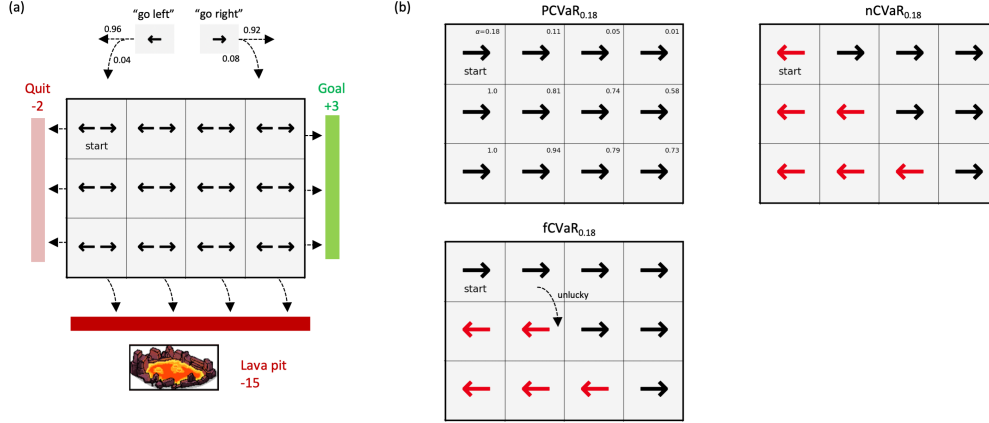 (a)
"go left"
"go right"
0.96
0.92
0.04
0.08
Quit
-2
Goal
+3
start
Lava pit
-15
(b)
PCVaR0.18
α=0.18
0.11
0.05
0.01
start
1.0
0.81
0.74
0.58
1.0
0.94
0.79
0.73
nCVaR0.18
start
fCVaR0.18
start
unlucky